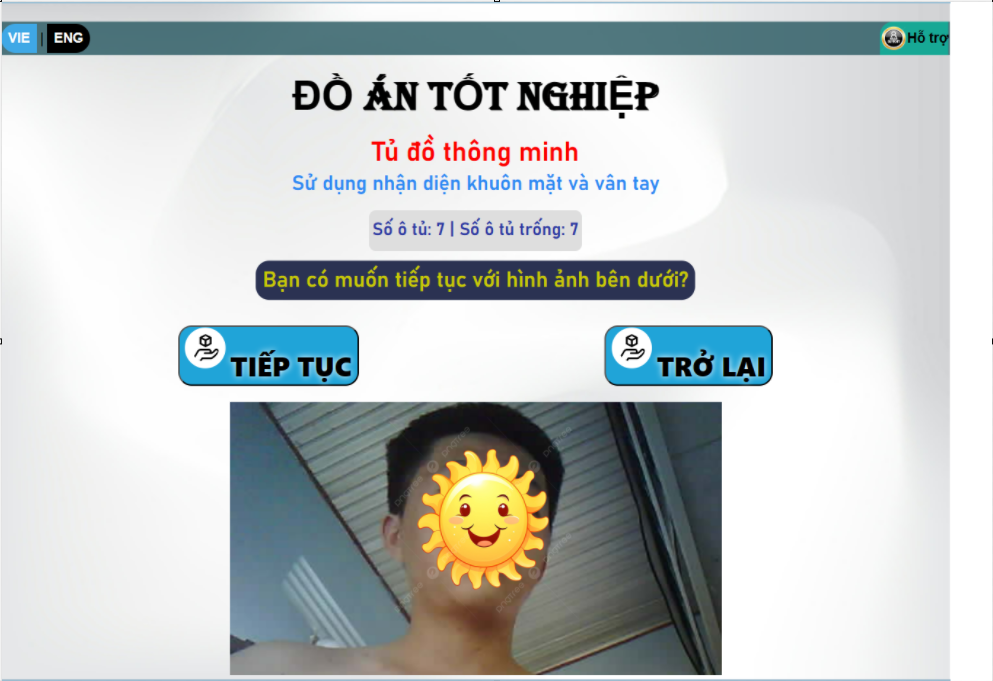 VIE | ENG
Hỗ trợ
ĐỒ ÁN TỐT NGHIỆP
Tủ đồ thông minh
Sử dụng nhận diện khuôn mặt và vân tay
Số ô tủ: 7 | Số ô tủ trống: 7
Bạn có muốn tiếp tục với hình ảnh bên dưới?
TIẾP TỤC
TRỞ LẠI